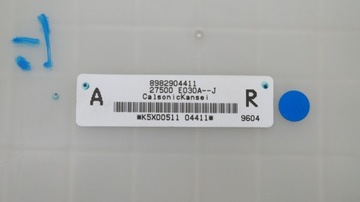 8982904411
A 27500 E030A--J R
CalsonicKansei
*K5X00511 04411* 9604